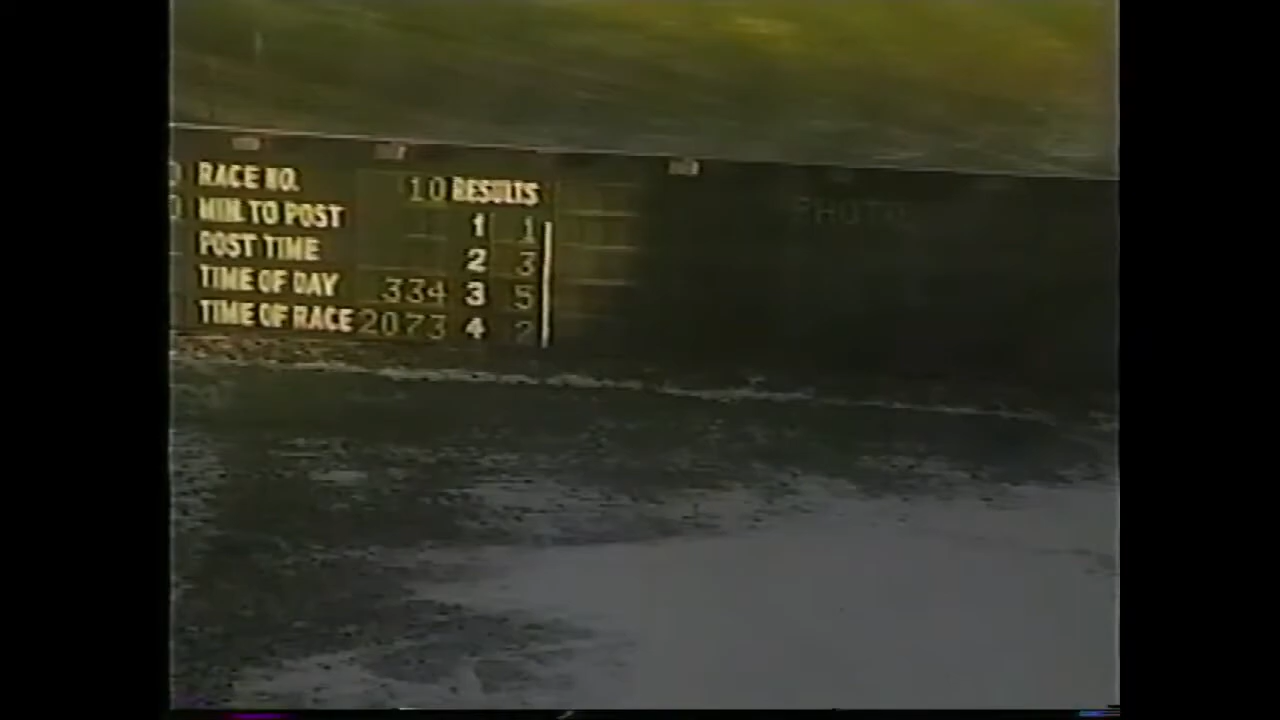 RACE NO. 10 RESULTS
MIN. TO POST 1 1
POST TIME 2 3
TIME OF DAY 334 3 5
TIME OF RACE 2073 4 2
PHOTO